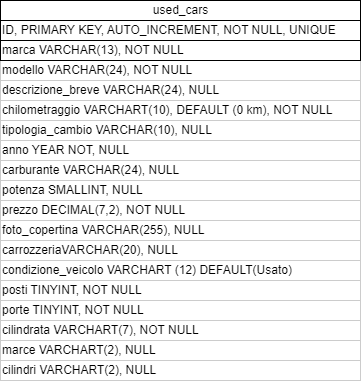 used_cars
ID, PRIMARY KEY, AUTO_INCREMENT, NOT NULL, UNIQUE
marca VARCHAR(13), NOT NULL
modello VARCHAR(24), NOT NULL
descrizione_breve VARCHAR(24), NULL
chilometraggio VARCHART(10), DEFAULT (0 km), NOT NULL
tipologia_cambio VARCHAR(10), NULL
anno YEAR NOT, NULL
carburante VARCHAR(24), NULL
potenza SMALLINT, NULL
prezzo DECIMAL(7,2), NOT NULL
foto_copertina VARCHAR(255), NULL
carrozzeriaVARCHAR(20), NULL
condizione_veicolo VARCHART (12) DEFAULT(Usato)
posti TINYINT, NOT NULL
porte TINYINT, NOT NULL
cilindrata VARCHART(7), NOT NULL
marce VARCHART(2), NULL
cilindri VARCHART(2), NULL